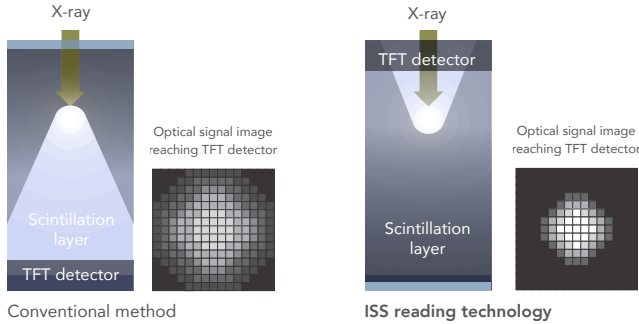 X-ray
Optical signal image
reaching TFT detector
Scintillation
layer
TFT detector
Conventional method
X-ray
TFT detector
Optical signal image
reaching TFT detector
Scintillation
layer
ISS reading technology